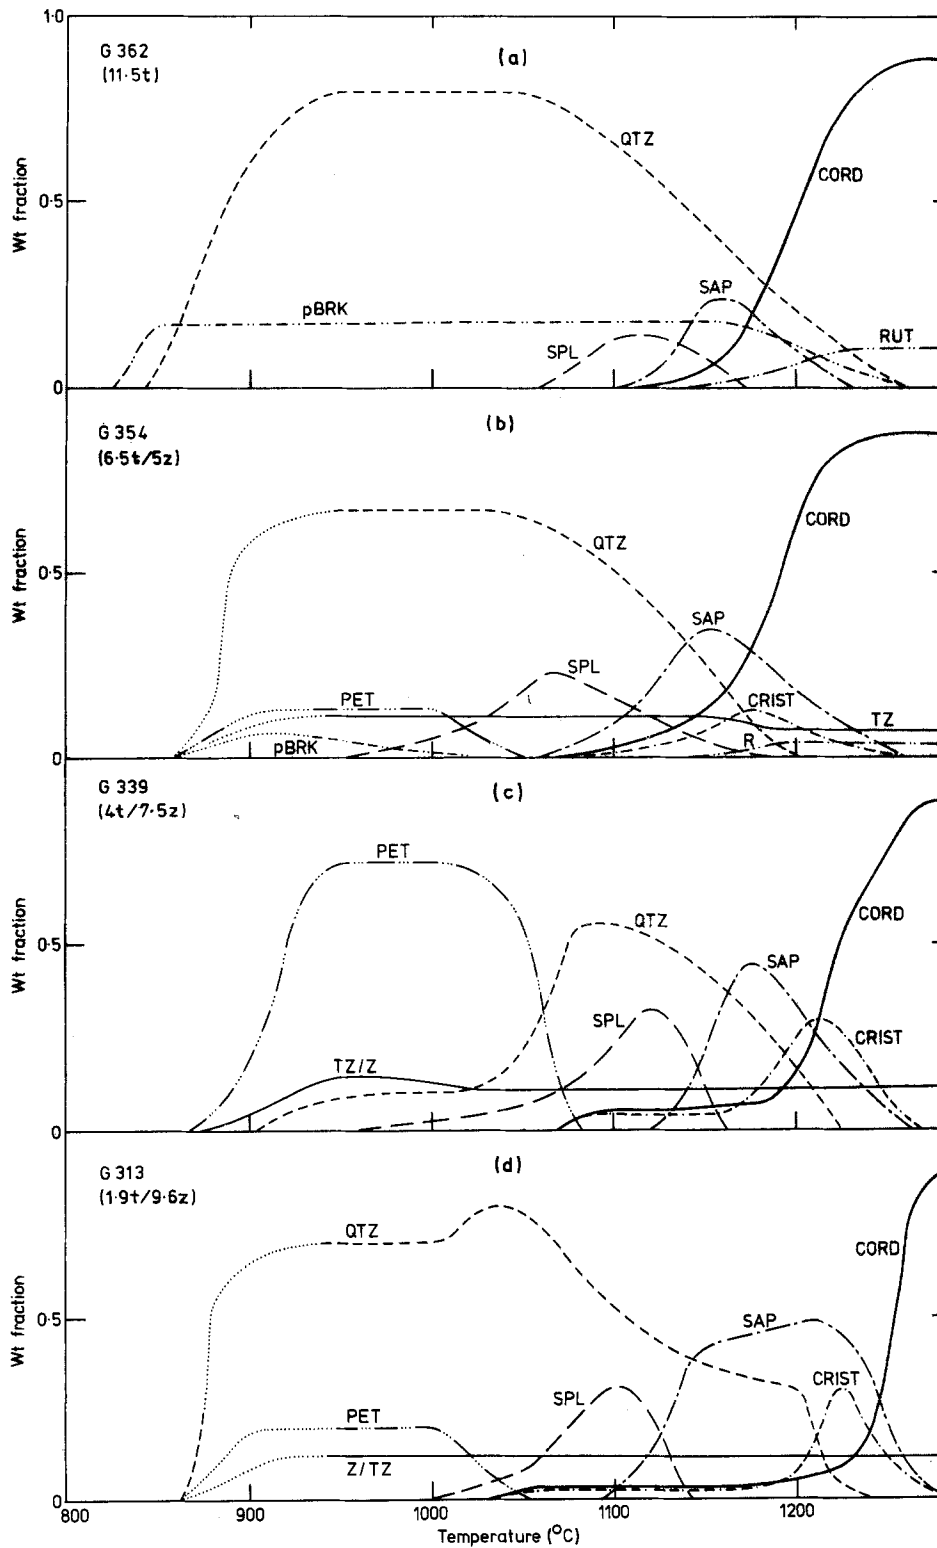 1·0
G 362
(11·5t)
(a)
QTZ
CORD
0·5
Wt fraction
SAP
pBRK
SPL
RUT
0
G 354
(6·5t/5z)
(b)
CORD
QTZ
0·5
Wt fraction
SAP
SPL
PET
CRIST
TZ
pBRK
R
0
G 339
(4t/7·5z)
(c)
PET
QTZ
CORD
0·5
Wt fraction
SAP
SPL
CRIST
TZ/Z
0
G 313
(1·9t/9·6z)
(d)
QTZ
CORD
0·5
Wt fraction
SAP
SPL
CRIST
PET
Z/TZ
0
800
900
1000
1100
1200
Temperature (°C)